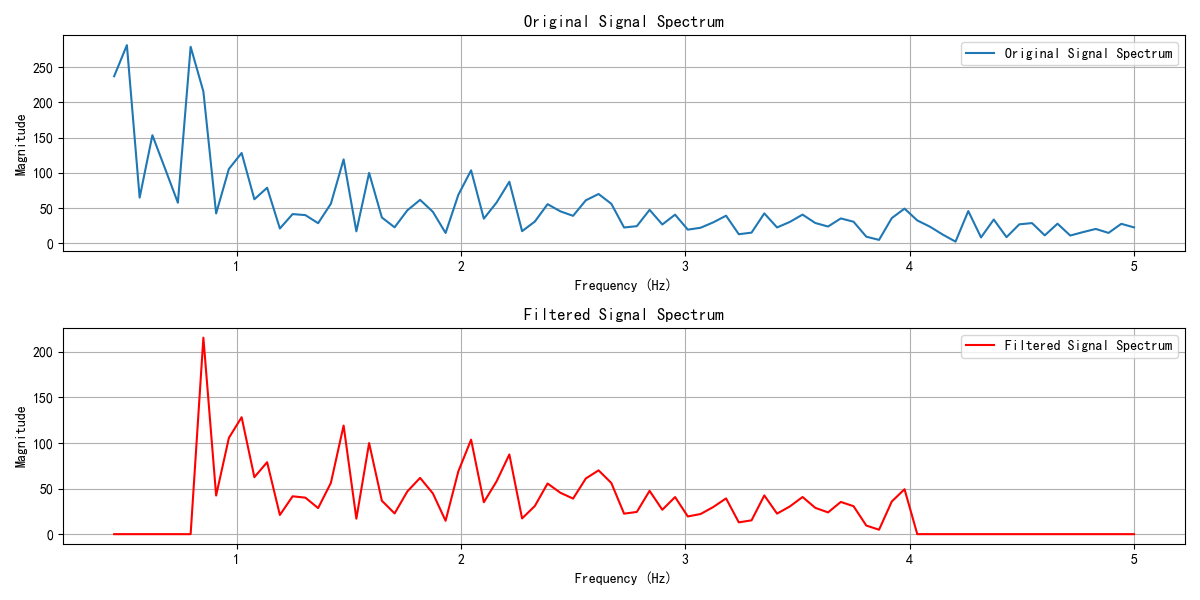 Original Signal Spectrum
Original Signal Spectrum
Magnitude
250
200
150
100
50
0
1 2 3 4 5
Frequency (Hz)
Filtered Signal Spectrum
Filtered Signal Spectrum
Magnitude
200
150
100
50
0
1 2 3 4 5
Frequency (Hz)